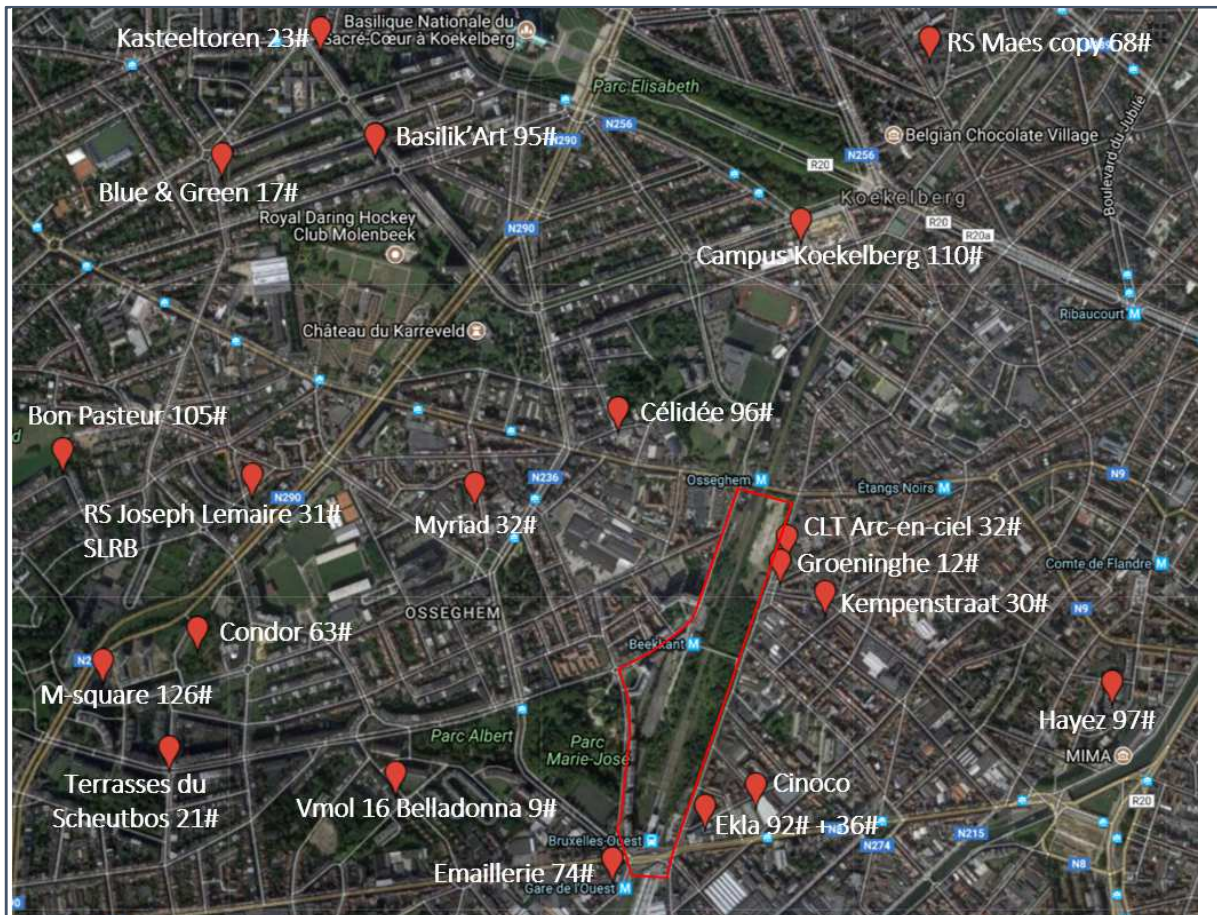 Kasteeltoren 23#
Basilique Nationale du
Sacré-Cœur à Koekelberg
RS Maes copy 68#
Parc Elisabeth
N256
N290
Basilik'Art 95#
Belgian Chocolate Village
R20
N256
Boulevard du Jubilé
Blue & Green 17#
Koekelberg
Royal Daring Hockey
Club Molenbeek
N290
R20
R20a
Campus Koekelberg 110#
Ribaucourt M
Château du Karreveld
Célidée 96#
Bon Pasteur 105#
N236
Osseghem M
N9
Étangs Noirs M
N290
RS Joseph Lemaire 31#
SLRB
Myriad 32#
CLT Arc-en-ciel 32#
Groeninghe 12#
Comte de Flandre M
Kempenstraat 30#
N9
OSSEGHEM
Condor 63#
Beekkant M
M-square 126#
Hayez 97#
Parc Albert
Parc
Marie-José
MIMA
Terrasses du
Scheutbos 21#
Vmol 16 Belladonna 9#
Cinoco
R20
Ekla 92# + 36#
Bruxelles-Ouest
N215
N274
N8
Emaillerie 74#
Gare de l'Ouest M